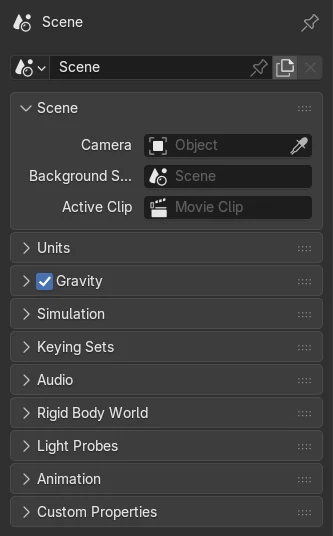 Scene
Scene
Scene
Camera Object
Background S... Scene
Active Clip Movie Clip
Units
Gravity
Simulation
Keying Sets
Audio
Rigid Body World
Light Probes
Animation
Custom Properties